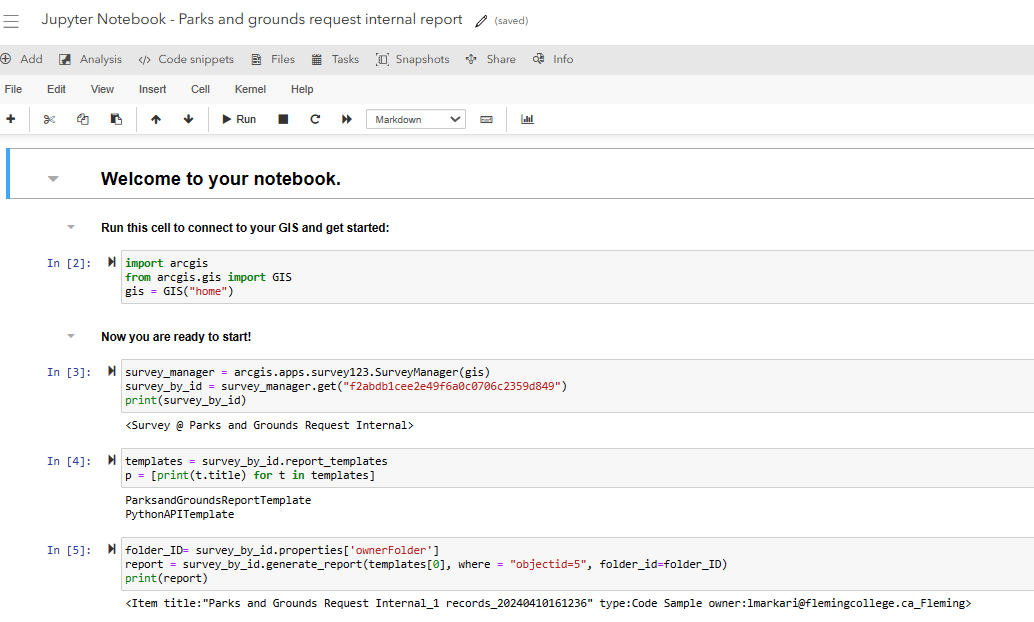 Jupyter Notebook - Parks and grounds request internal report (saved)
Add Analysis Code snippets Files Tasks Snapshots Share Info
File Edit View Insert Cell Kernel Help
Run Markdown
Welcome to your notebook.
Run this cell to connect to your GIS and get started:
In [2]: import arcgis
from arcgis.gis import GIS
gis = GIS("home")
Now you are ready to start!
In [3]: survey_manager = arcgis.apps.survey123.SurveyManager(gis)
survey_by_id = survey_manager.get("f2abdb1cee2e49f6a0c0706c2359d849")
print(survey_by_id)
<Survey @ Parks and Grounds Request Internal>
In [4]: templates = survey_by_id.report_templates
p = [print(t.title) for t in templates]
ParksandGroundsReportTemplate
PythonAPITemplate
In [5]: folder_ID= survey_by_id.properties['ownerFolder']
report = survey_by_id.generate_report(templates[0], where = "objectid=5", folder_id=folder_ID)
print(report)
<Item title:"Parks and Grounds Request Internal_1 records_20240410161236" type:Code Sample owner:lmarkari@flemingcollege.ca_Fleming>